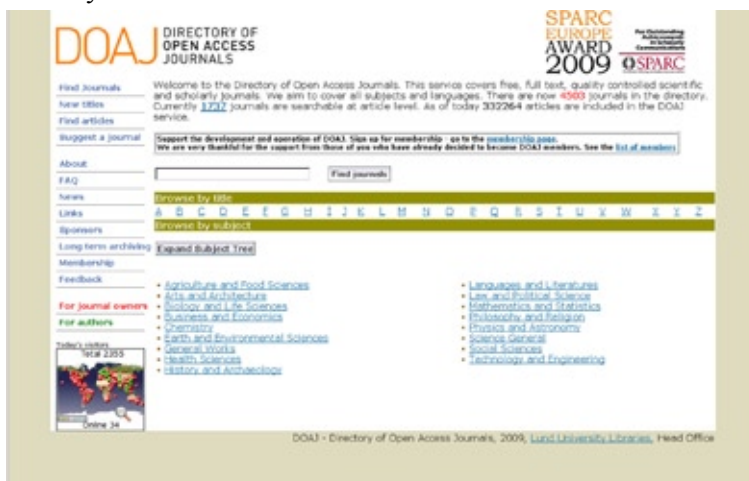 DOAJ DIRECTORY OF
OPEN ACCESS
JOURNALS
SPARC
EUROPE
AWARD
2009
For Outstanding
Achievements
in Scholarly
Communications
SPARC
Find Journals
New titles
Find articles
Suggest a journal
About
FAQ
News
Links
Sponsors
Long term archiving
Membership
Feedback
For journal owners
For authors
Today's visitors
Total 2355
Online 34
Welcome to the Directory of Open Access Journals. This service covers free, full text, quality controlled scientific
and scholarly journals. We aim to cover all subjects and languages. There are now 4503 journals in the directory.
Currently 1737 journals are searchable at article level. As of today 332264 articles are included in the DOAJ
service.
Support the development and operation of DOAJ. Sign up for membership - go to the membership page.
We are very thankful for the support from those of you who have already decided to become DOAJ members. See the list of members
Find journals
Browse by title
A B C D E F G H I J K L M N O P Q R S T U V W X Y Z
Browse by subject
Expand Subject Tree
Agriculture and Food Sciences
Arts and Architecture
Biology and Life Sciences
Business and Economics
Chemistry
Earth and Environmental Sciences
General Works
Health Sciences
History and Archaeology
Languages and Literatures
Law and Political Science
Mathematics and Statistics
Philosophy and Religion
Physics and Astronomy
Science General
Social Sciences
Technology and Engineering
DOAJ - Directory of Open Access Journals, 2009, Lund University Libraries, Head Office